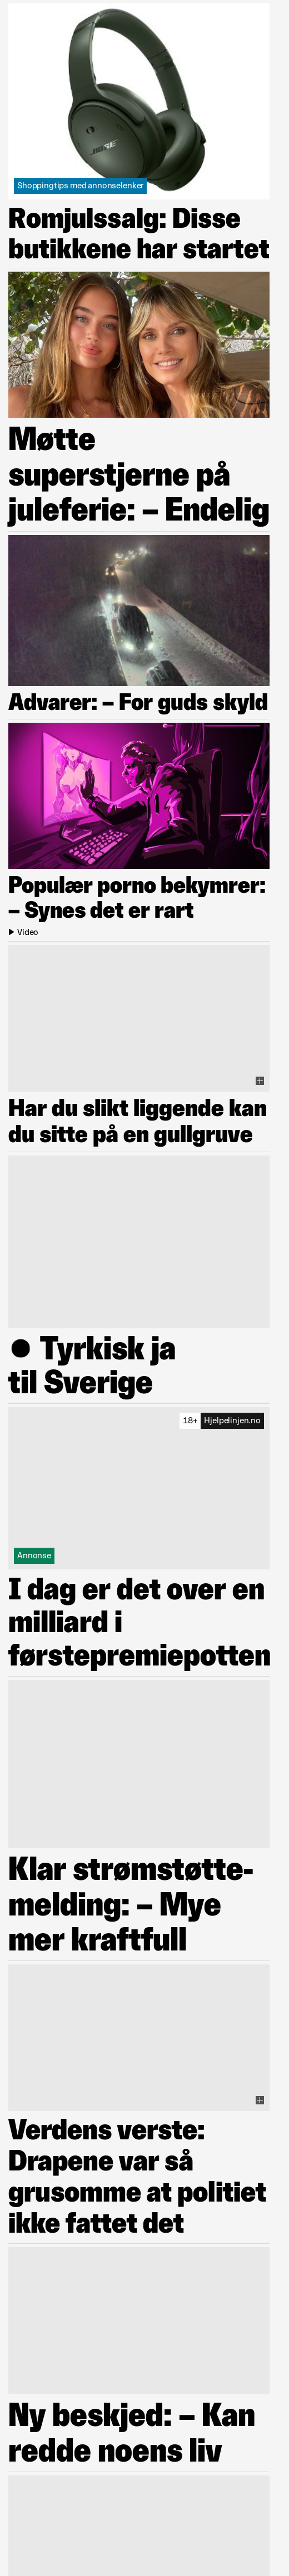 BOSE
Shoppingtips med annonselenker
Romjulssalg: Disse
butikkene har startet
Møtte
superstjerne på
juleferie: – Endelig
Advarer: – For guds skyld
Populær porno bekymrer:
– Synes det er rart
Video
Har du slikt liggende kan
du sitte på en gullgruve
● Tyrkisk ja
til Sverige
18+ Hjelpelinjen.no
Annonse
I dag er det over en
milliard i
førstepremiepotten
Klar strømstøtte-
melding: – Mye
mer kraftfull
Verdens verste:
Drapene var så
grusomme at politiet
ikke fattet det
Ny beskjed: – Kan
redde noens liv